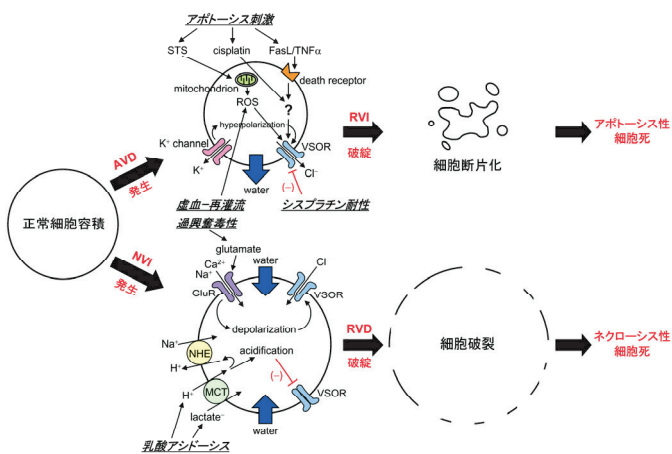 アポトーシス刺激
STS
cisplatin
FasL/TNFα
mitochondrion
death receptor
ROS
?
hyperpolarization
K⁺ channel
VSOR
K⁺
Cl⁻
water
(−)
虚血−再灌流
シスプラチン耐性
AVD
発生
RVI
破綻
細胞断片化
アポトーシス性
細胞死
正常細胞容積
NVI
発生
過興奮毒性
glutamate
Ca²⁺
Na⁺
GluR
water
Cl
VSOR
depolarization
Na⁺
NHE
H⁺
acidification
(−)
H⁺
MCT
VSOR
lactate⁻
water
乳酸アシドーシス
RVD
破綻
細胞破裂
ネクローシス性
細胞死